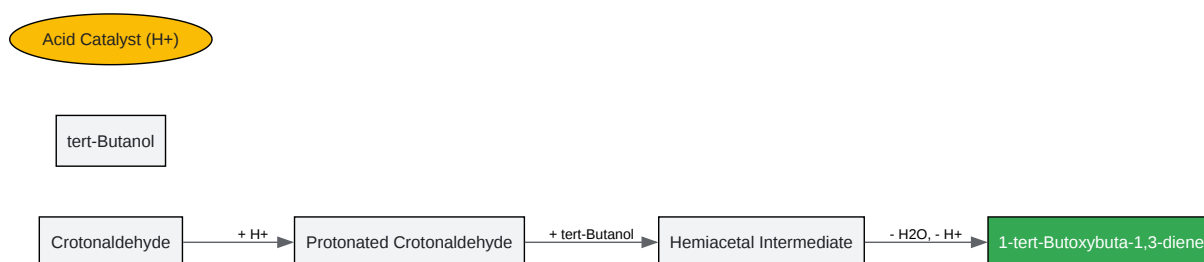 Acid Catalyst (H+)
tert-Butanol
Crotonaldehyde
+ H+
Protonated Crotonaldehyde
+ tert-Butanol
Hemiacetal Intermediate
- H2O, - H+
1-tert-Butoxybuta-1,3-diene